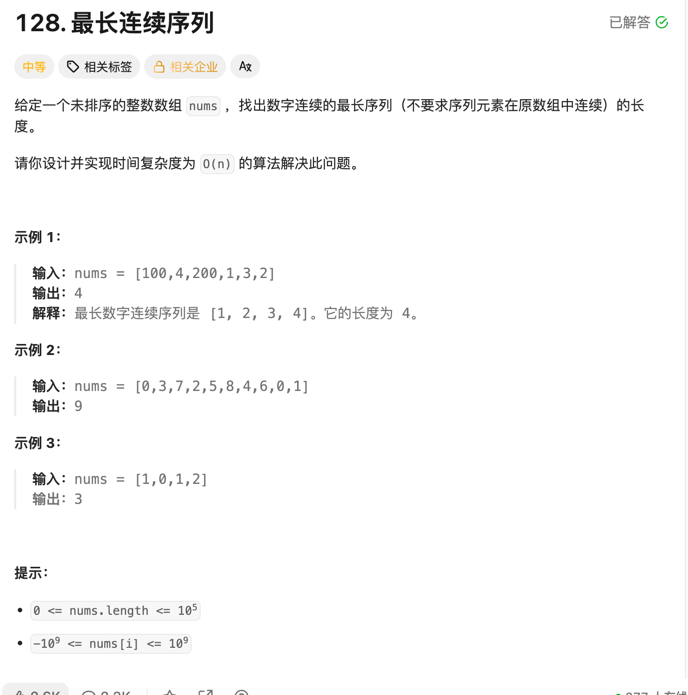 128. 最长连续序列
已解答
中等 相关标签 相关企业
给定一个未排序的整数数组 nums ，找出数字连续的最长序列（不要求序列元素在原数组中连续）的长
度。
请你设计并实现时间复杂度为 O(n) 的算法解决此问题。
示例 1：
输入：nums = [100,4,200,1,3,2]
输出：4
解释：最长数字连续序列是 [1, 2, 3, 4]。它的长度为 4。
示例 2：
输入：nums = [0,3,7,2,5,8,4,6,0,1]
输出：9
示例 3：
输入：nums = [1,0,1,2]
输出：3
提示：
0 <= nums.length <= 10⁵
-10⁹ <= nums[i] <= 10⁹